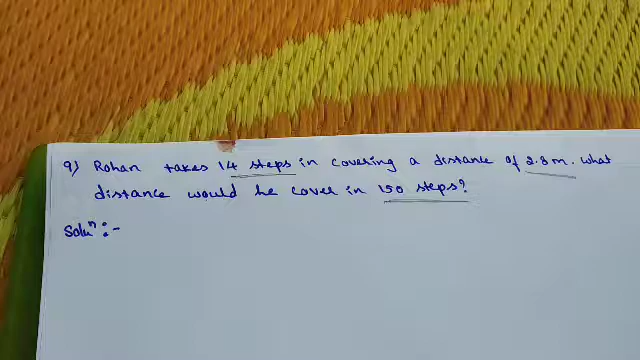 9) Rohan takes 14 steps in covering a distance of 2.8 m. What
distance would he cover in 150 steps?
Soluⁿ :-